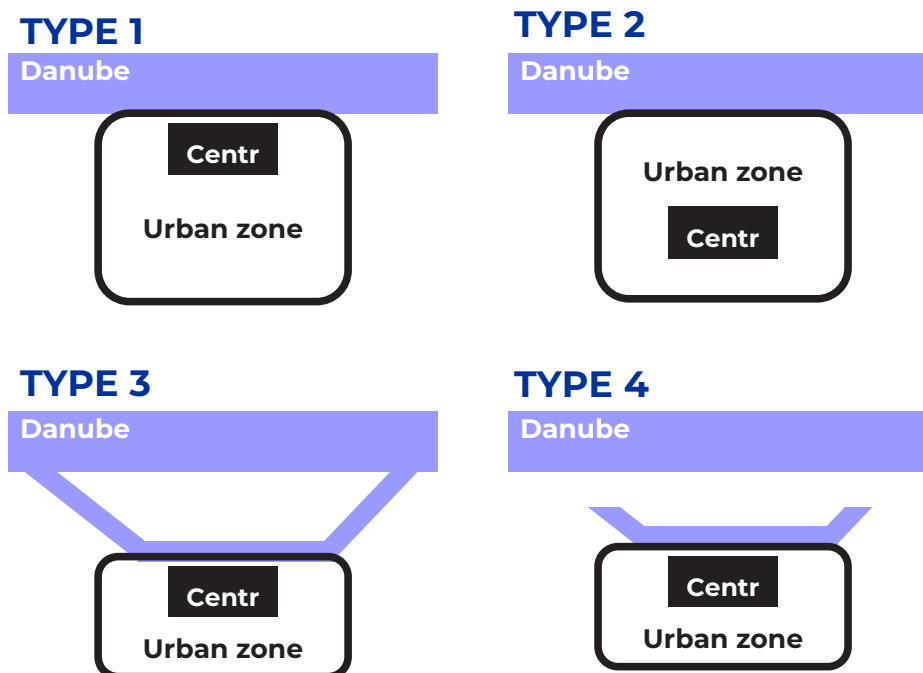 TYPE 1
Danube
Centr
Urban zone
TYPE 2
Danube
Urban zone
Centr
TYPE 3
Danube
Centr
Urban zone
TYPE 4
Danube
Centr
Urban zone